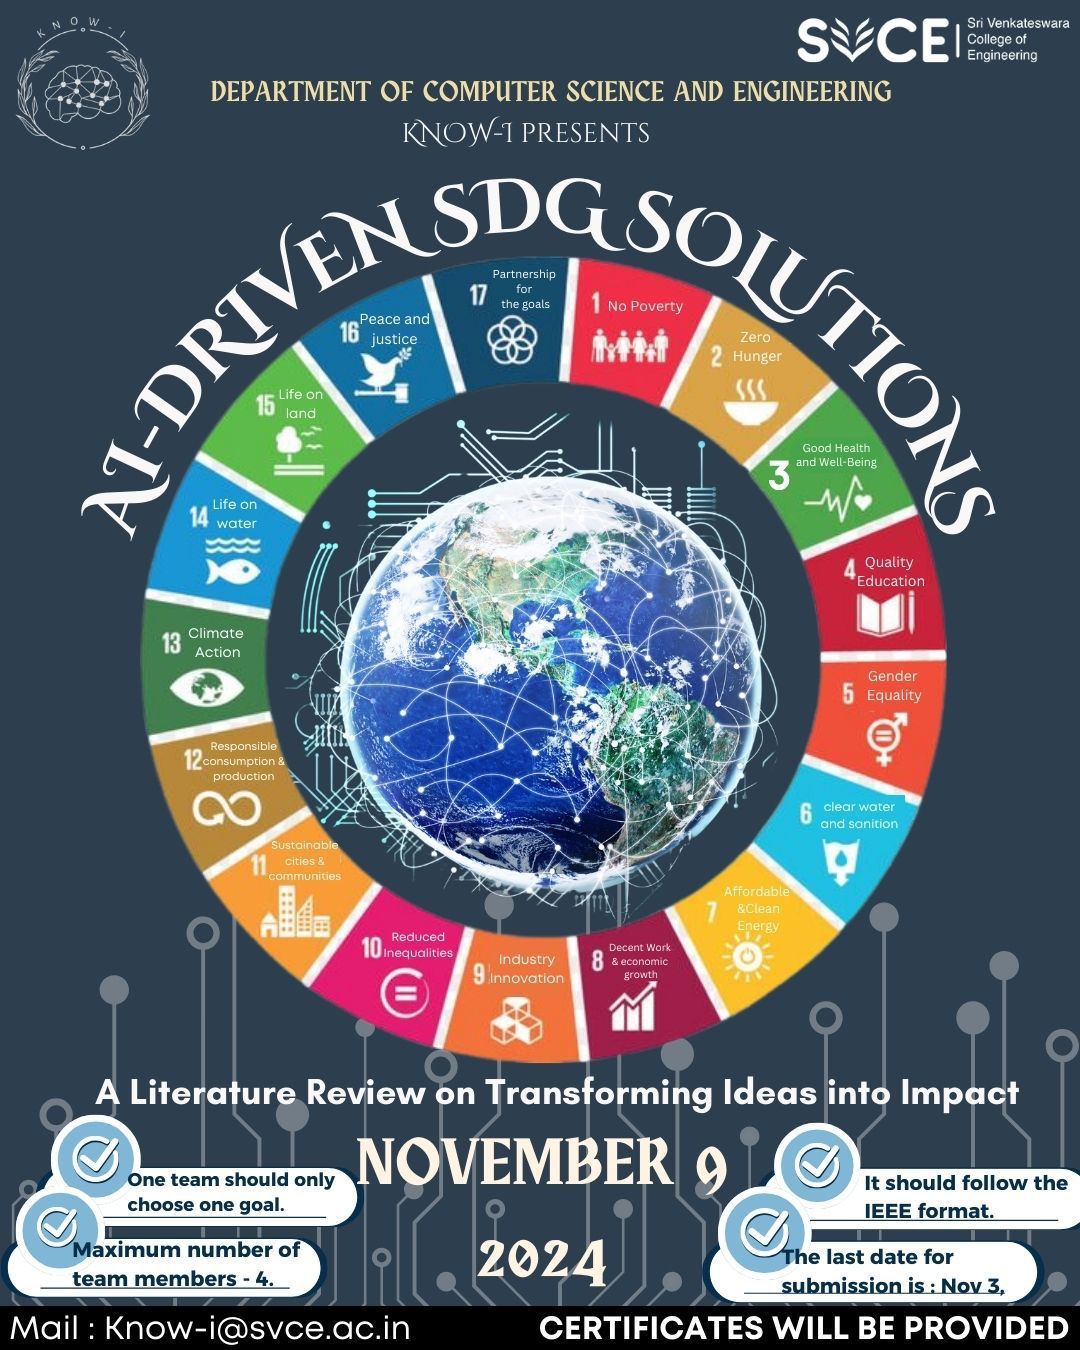 KNOW-I
SVCE
Sri Venkateswara
College of
Engineering
DEPARTMENT OF COMPUTER SCIENCE AND ENGINEERING
KNOW-I PRESENTS
AI-DRIVEN SDG SOLUTIONS
1 No Poverty
2 Zero
Hunger
3 Good Health
and Well-Being
4 Quality
Education
5 Gender
Equality
6 clear water
and sanition
7 Affordable
&Clean
Energy
8 Decent Work
& economic
growth
9 Industry
Innovation
10 Reduced
Inequalities
11 Sustainable
cities &
communities
12 Responsible
consumption &
production
13 Climate
Action
14 Life on
water
15 Life on
land
16 Peace and
justice
17 Partnership
for
the goals
A Literature Review on Transforming Ideas into Impact
NOVEMBER 9
2024
One team should only
choose one goal.
Maximum number of
team members - 4.
It should follow the
IEEE format.
The last date for
submission is : Nov 3,
Mail : Know-i@svce.ac.in
CERTIFICATES WILL BE PROVIDED